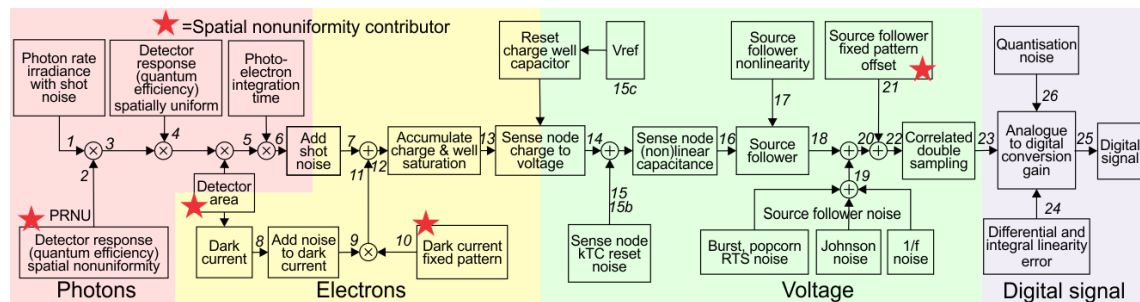 =Spatial nonuniformity contributor
Photon rate
irradiance
with shot
noise
Detector
response
(quantum
efficiency)
spatially uniform
Photo-
electron
integration
time
Reset
charge well
capacitor
Vref
15c
Source
follower
nonlinearity
Source follower
fixed pattern
offset
Quantisation
noise
17
21
26
1
3
4
5
6
Add
shot
noise
7
12
11
Accumulate
charge & well
saturation
13
Sense node
charge to
voltage
14
Sense node
(non)linear
capacitance
16
Source
follower
18
20
22
Correlated
double
sampling
23
Analogue
to digital
conversion
gain
25
Digital
signal
2
PRNU
Detector response
(quantum efficiency)
spatial nonuniformity
Detector
area
Dark
current
8
Add noise
to dark
current
9
10
Dark current
fixed pattern
15
15b
Sense node
kTC reset
noise
19
Source follower noise
Burst, popcorn
RTS noise
Johnson
noise
1/f
noise
24
Differential and
integral linearity
error
Photons
Electrons
Voltage
Digital signal